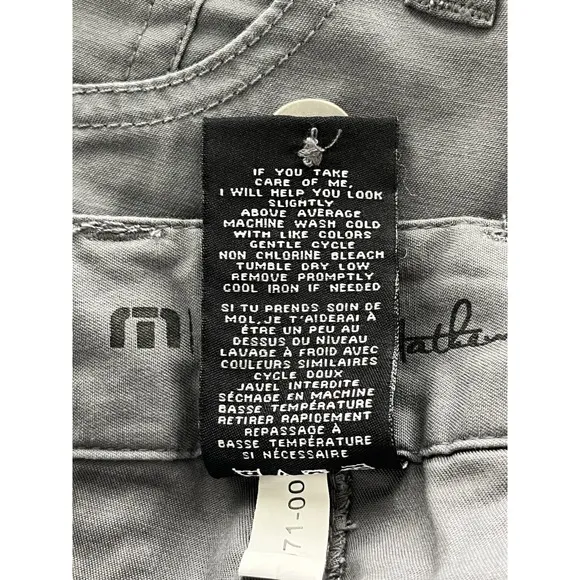 IF YOU TAKE
CARE OF ME,
I WILL HELP YOU LOOK
SLIGHTLY
ABOVE AVERAGE
MACHINE WASH COLD
WITH LIKE COLORS
GENTLE CYCLE
NON CHLORINE BLEACH
TUMBLE DRY LOW
REMOVE PROMPTLY
COOL IRON IF NEEDED
SI TU PRENDS SOIN DE
MOI,JE T'AIDERAI À
ÊTRE UN PEU AU
DESSUS DU NIVEAU
LAVAGE À FROID AVEC
COULEURS SIMILAIRES
CYCLE DOUX
JAVEL INTERDITE
SÉCHAGE EN MACHINE
BASSE TEMPÉRATURE
RETIRER RAPIDEMENT
REPASSAGE À
BASSE TEMPÉRATURE
SI NÉCESSAIRE
071-00